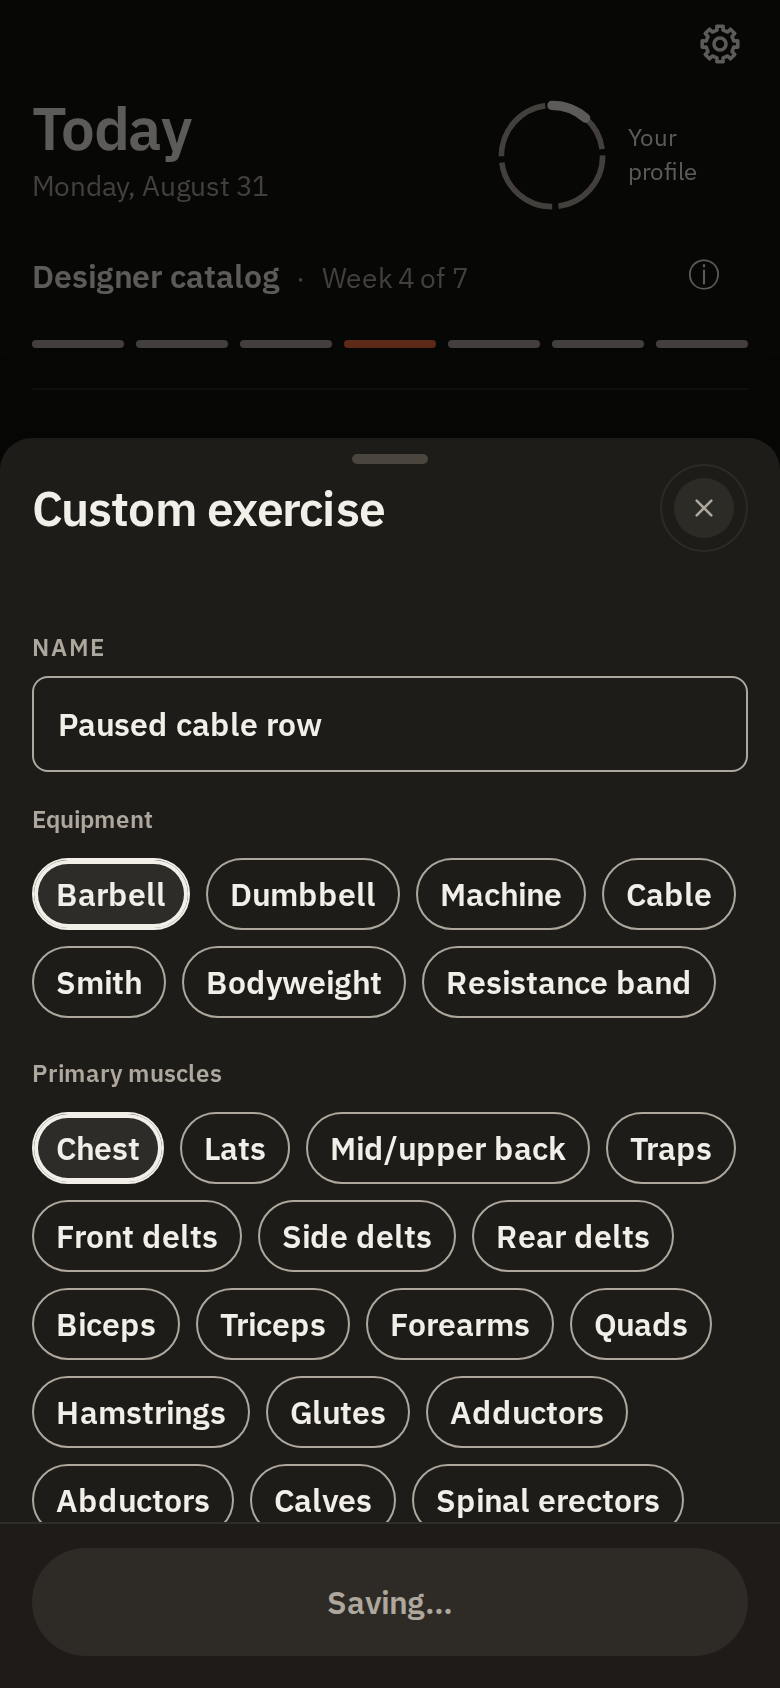 Today
Monday, August 31
Your
profile
Designer catalog · Week 4 of 7
Custom exercise
NAME
Paused cable row
Equipment
Barbell Dumbbell Machine Cable
Smith Bodyweight Resistance band
Primary muscles
Chest Lats Mid/upper back Traps
Front delts Side delts Rear delts
Biceps Triceps Forearms Quads
Hamstrings Glutes Adductors
Abductors Calves Spinal erectors
Saving...